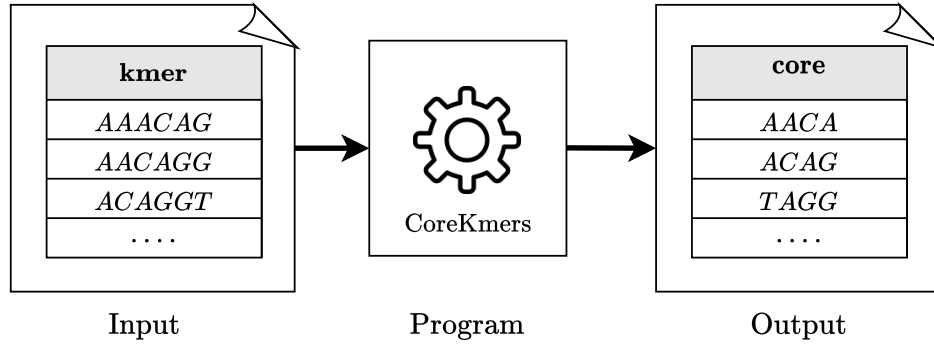 kmer
AAACAG
AACAGG
ACAGGT
....
CoreKmers
core
AACA
ACAG
TAGG
....
Input
Program
Output